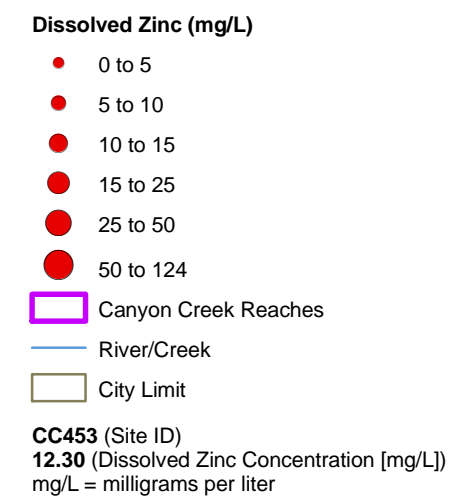 Dissolved Zinc (mg/L)
0 to 5
5 to 10
10 to 15
15 to 25
25 to 50
50 to 124
Canyon Creek Reaches
River/Creek
City Limit
CC453 (Site ID)
12.30 (Dissolved Zinc Concentration [mg/L])
mg/L = milligrams per liter